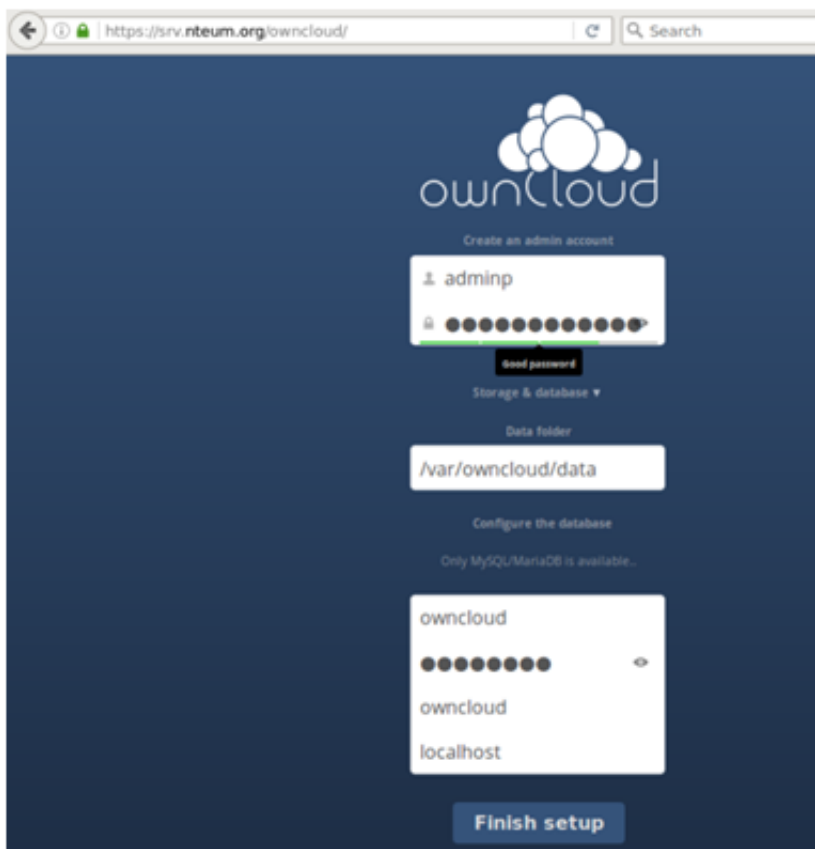 https://srv.nteum.org/owncloud/
Search
ownCloud
Create an admin account
adminp
●●●●●●●●●●●●
Good password
Storage & database ▾
Data folder
/var/owncloud/data
Configure the database
Only MySQL/MariaDB is available..
owncloud
●●●●●●●●
owncloud
localhost
Finish setup